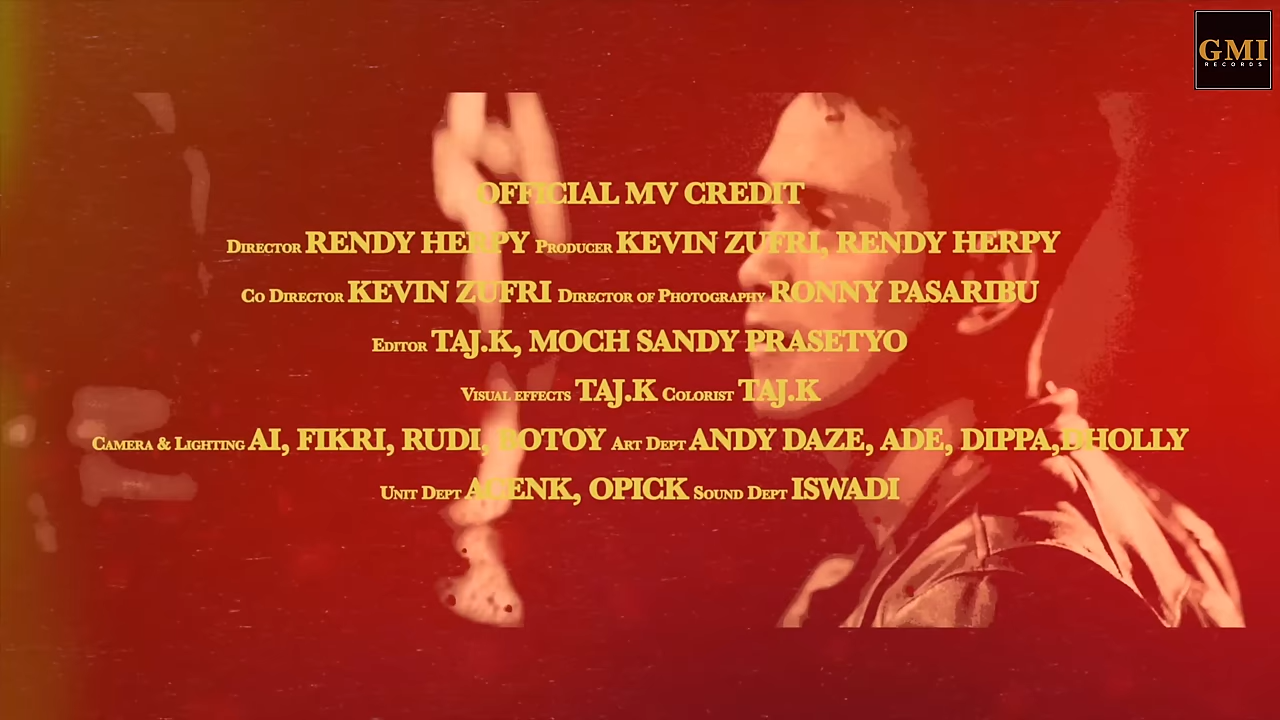 GMI
RECORDS
OFFICIAL MV CREDIT
DIRECTOR RENDY HERPY PRODUCER KEVIN ZUFRI, RENDY HERPY
CO DIRECTOR KEVIN ZUFRI DIRECTOR OF PHOTOGRAPHY RONNY PASARIBU
EDITOR TAJ.K, MOCH SANDY PRASETYO
VISUAL EFFECTS TAJ.K COLORIST TAJ.K
CAMERA & LIGHTING AI, FIKRI, RUDI, BOTOY ART DEPT ANDY DAZE, ADE, DIPPA,DHOLLY
UNIT DEPT ACENK, OPICK SOUND DEPT ISWADI